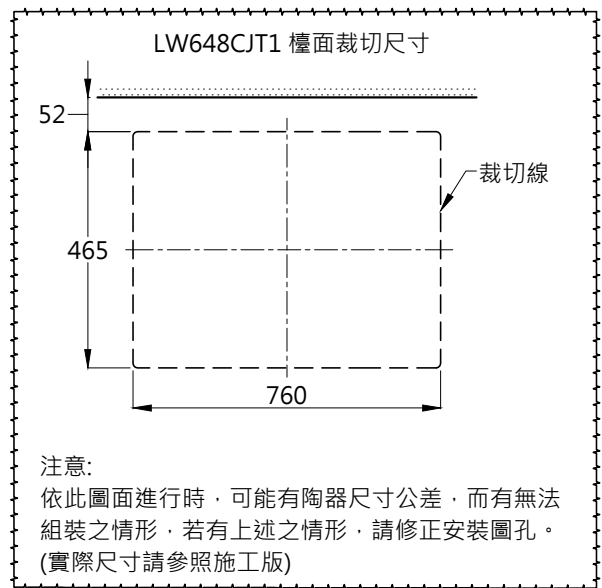 LW648CJT1 檯面裁切尺寸
52
裁切線
465
760
注意:
依此圖面進行時，可能有陶器尺寸公差，而有無法
組裝之情形，若有上述之情形，請修正安裝圖孔。
(實際尺寸請參照施工版)